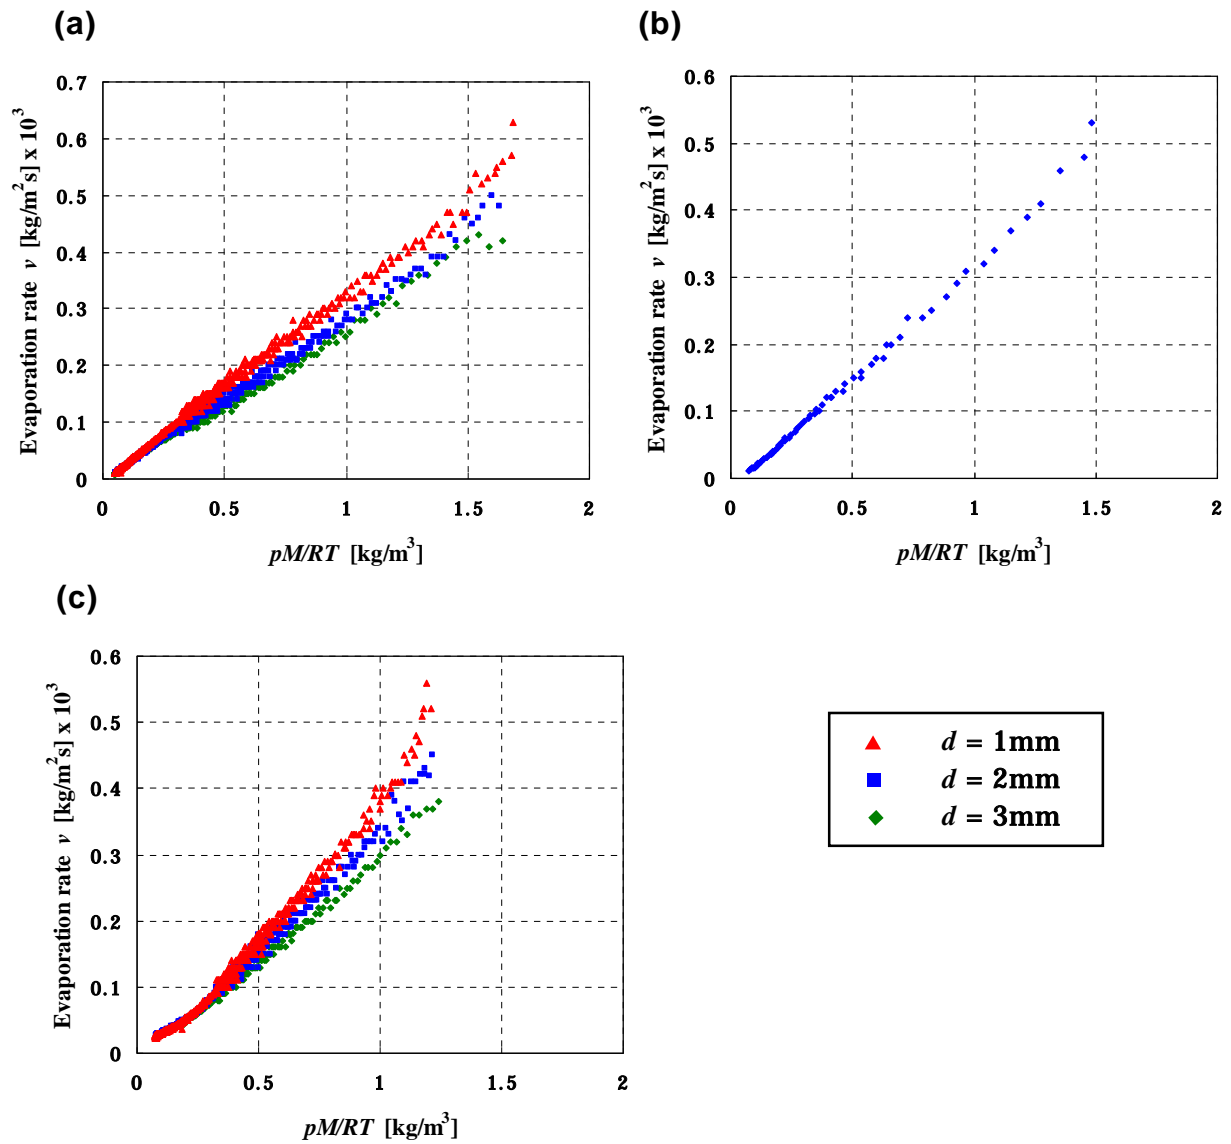 (a)
Evaporation rate v [kg/m²s] x 10³
0.7
0.6
0.5
0.4
0.3
0.2
0.1
0
0 0.5 1 1.5 2
pM/RT [kg/m³]
(b)
Evaporation rate v [kg/m²s] x 10³
0.6
0.5
0.4
0.3
0.2
0.1
0
0 0.5 1 1.5 2
pM/RT [kg/m³]
(c)
Evaporation rate v [kg/m²s] x 10³
0.6
0.5
0.4
0.3
0.2
0.1
0
0 0.5 1 1.5 2
pM/RT [kg/m³]
d = 1mm
d = 2mm
d = 3mm